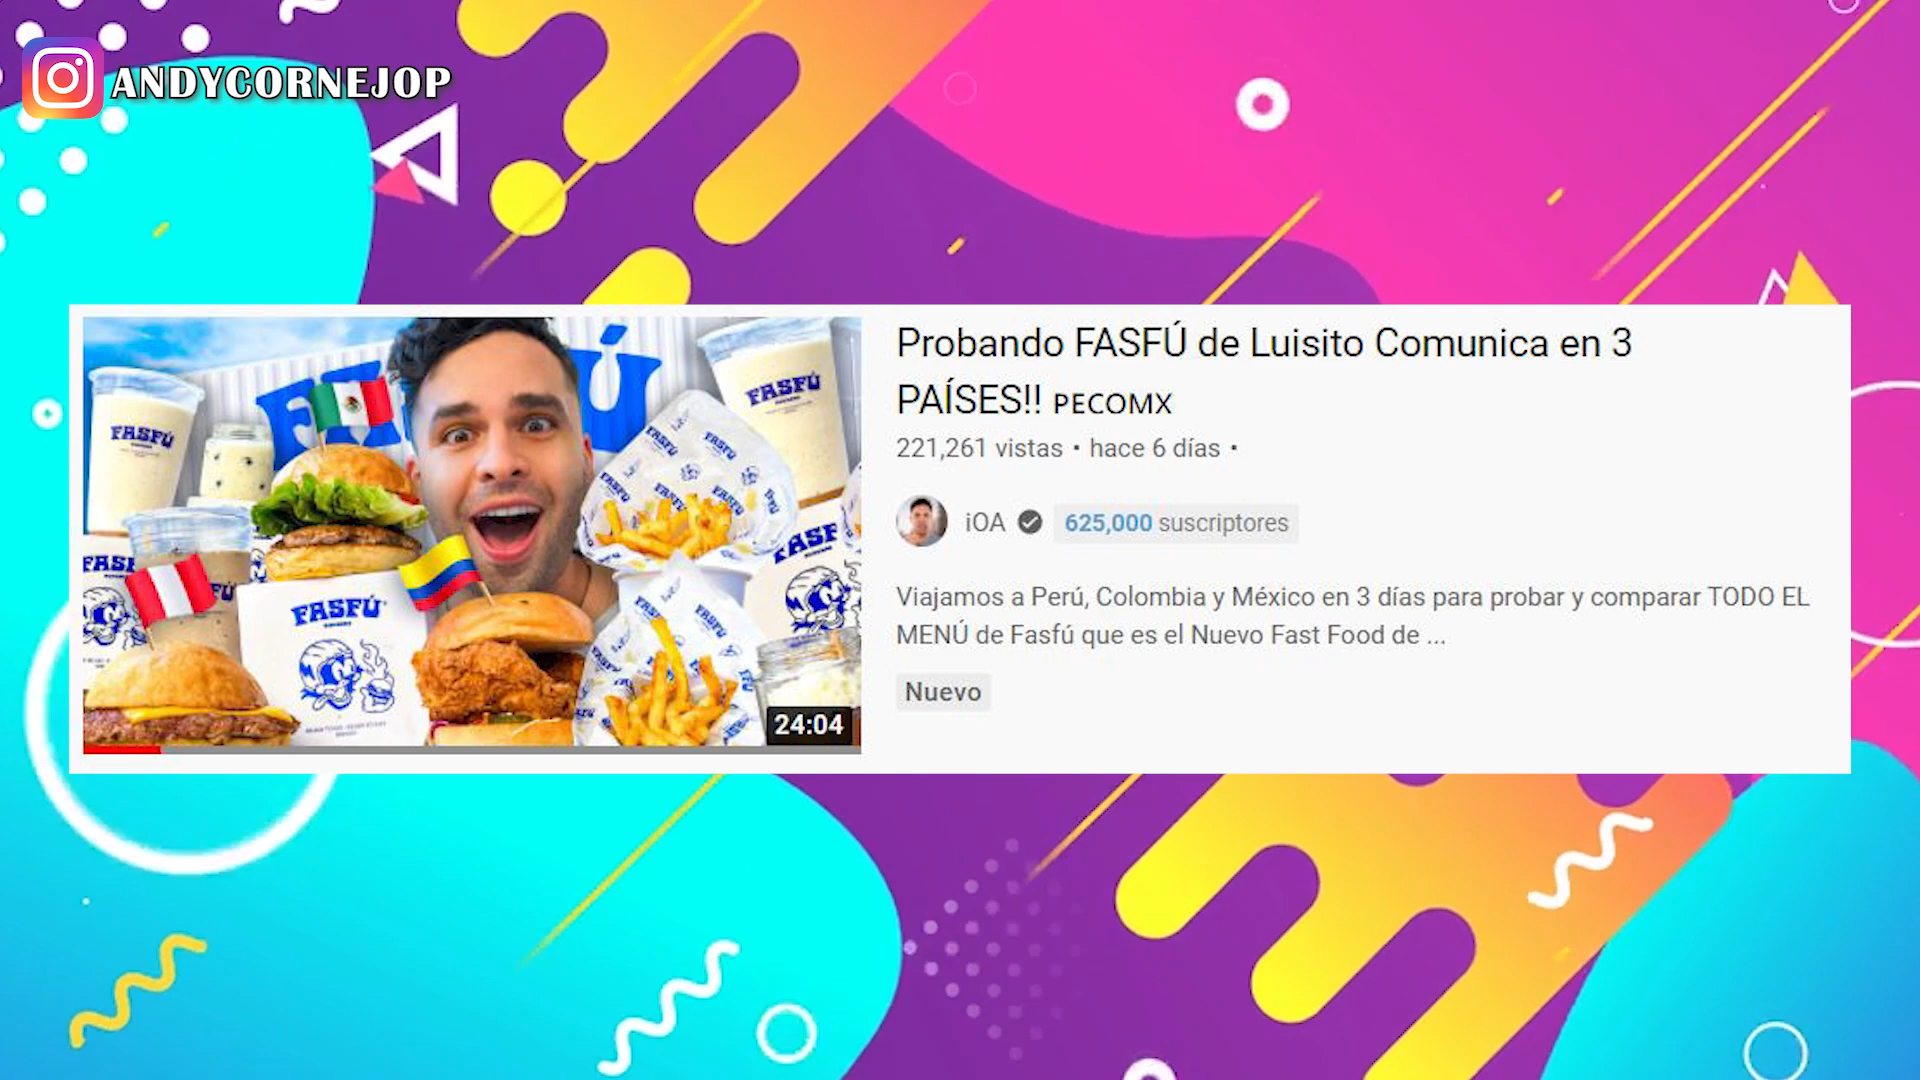 ANDYCORNEJOP
Probando FASFÚ de Luisito Comunica en 3
PAÍSES!! PECOMX
221,261 vistas • hace 6 días •
iOA 625,000 suscriptores
Viajamos a Perú, Colombia y México en 3 días para probar y comparar TODO EL
MENÚ de Fasfú que es el Nuevo Fast Food de ...
Nuevo
FASFÚ
FASFÚ
FASFÚ
FASFÚ
FASFÚ
FASFÚ
24:04